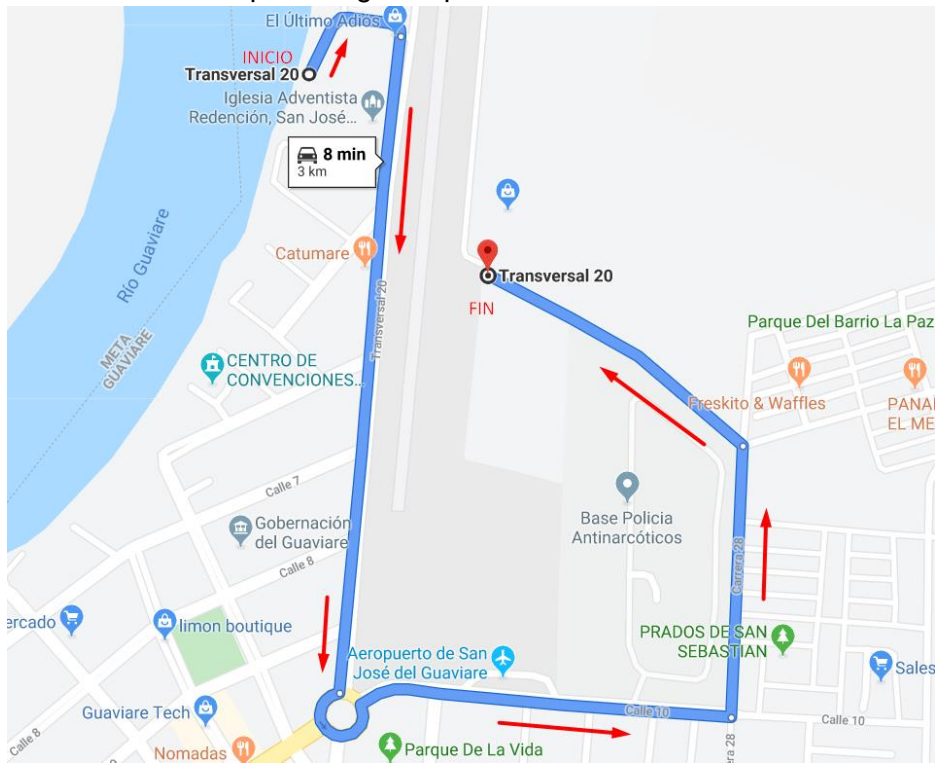 El Último Adiós
INICIO
Transversal 20
Iglesia Adventista
Redención, San José...
8 min
3 km
Río Guaviare
Catumare
Transversal 20
META
GUAVIARE
CENTRO DE
CONVENCIONES...
Transversal 20
FIN
Parque Del Barrio La Paz
Freskito & Waffles
PANA
EL ME
Calle 7
Gobernación
del Guaviare
Calle 8
Base Policia
Antinarcóticos
Carrera 28
ercado
limon boutique
PRADOS DE SAN
SEBASTIAN
Aeropuerto de San
José del Guaviare
Sales
Guaviare Tech
Calle 10
Calle 10
Calle 8
Nomadas
Parque De La Vida
era 28